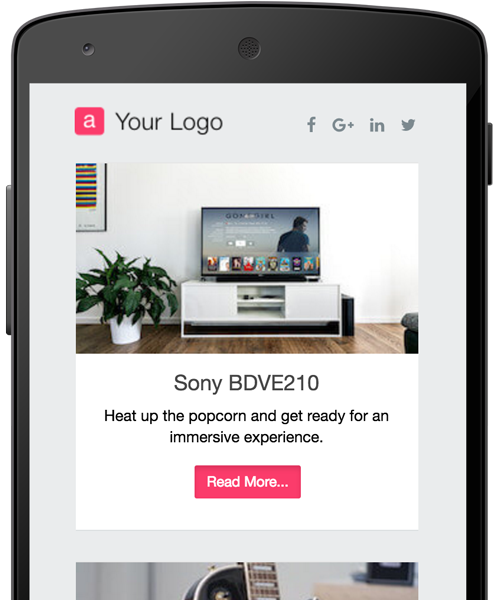 a Your Logo
GONE GIRL
Sony BDVE210
Heat up the popcorn and get ready for an
immersive experience.
Read More...